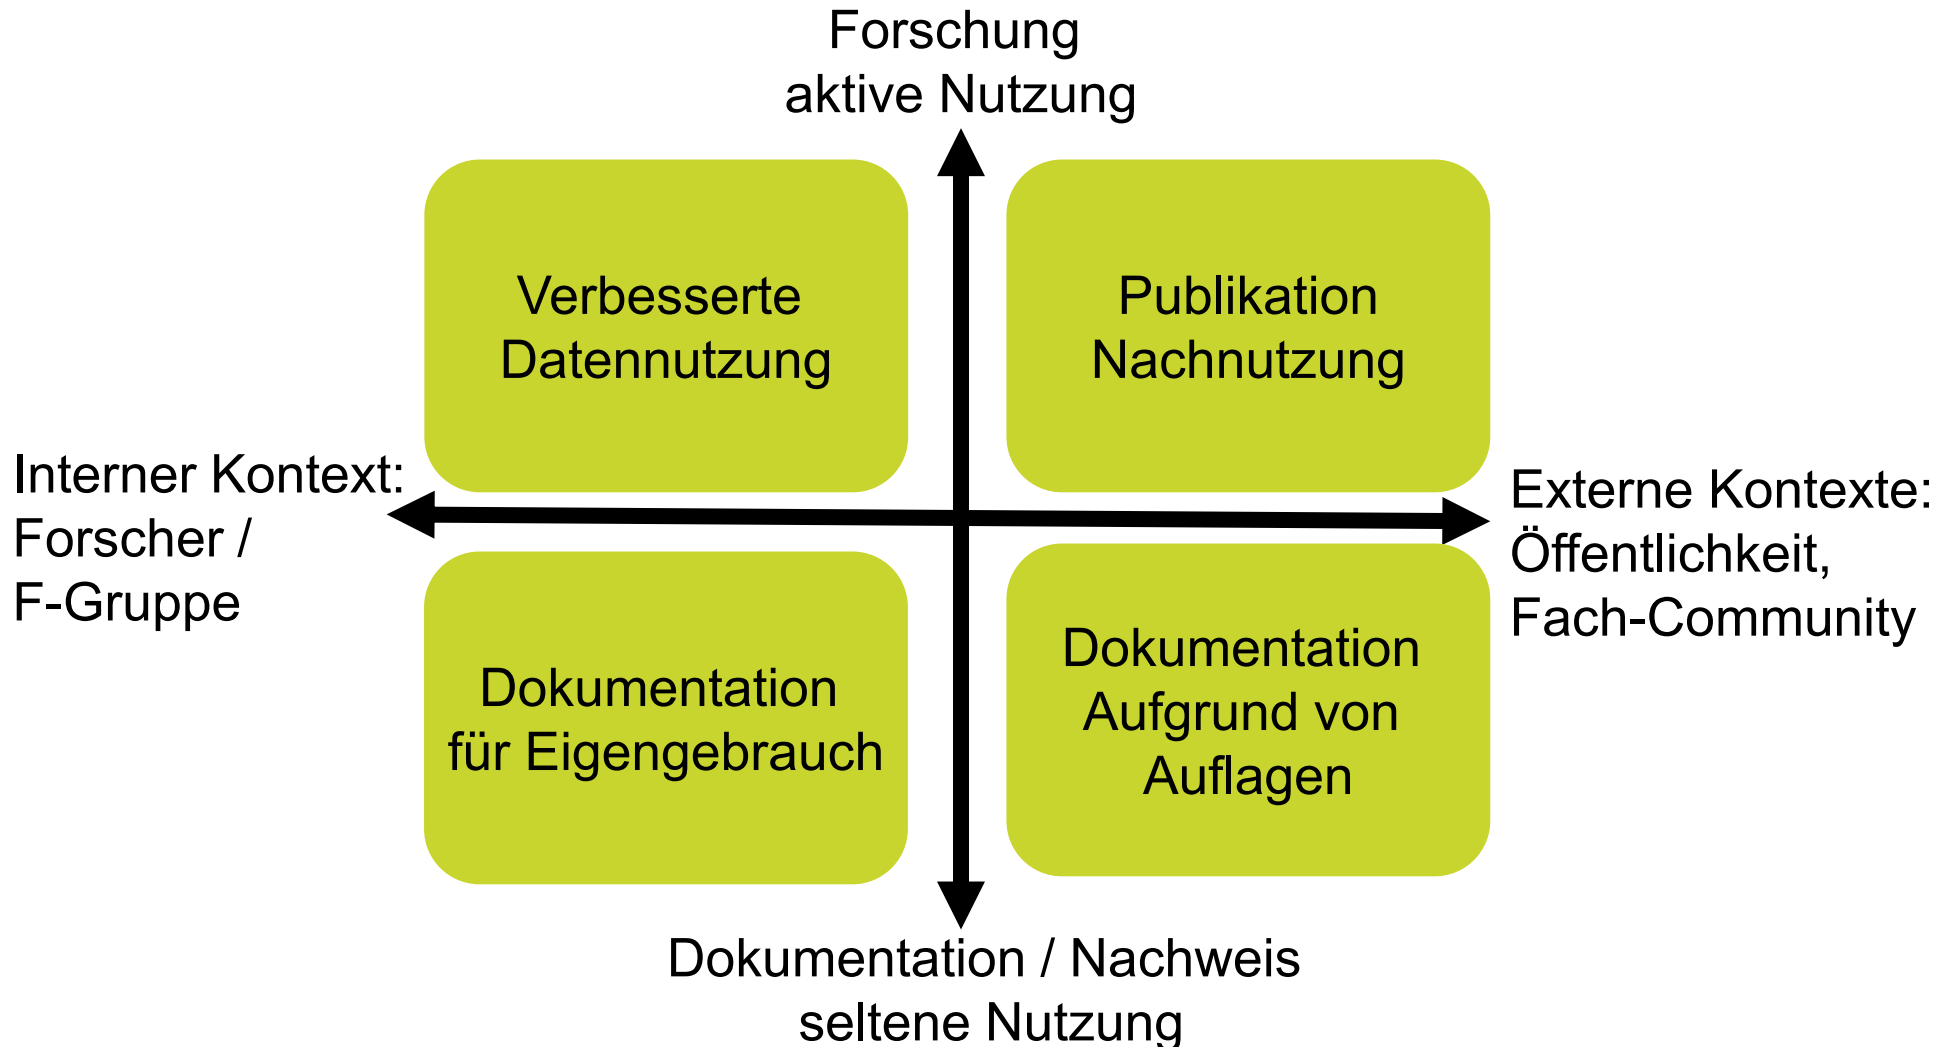 Forschung
aktive Nutzung
Verbesserte
Datennutzung
Publikation
Nachnutzung
Interner Kontext:
Forscher /
F-Gruppe
Externe Kontexte:
Öffentlichkeit,
Fach-Community
Dokumentation
für Eigengebrauch
Dokumentation
Aufgrund von
Auflagen
Dokumentation / Nachweis
seltene Nutzung